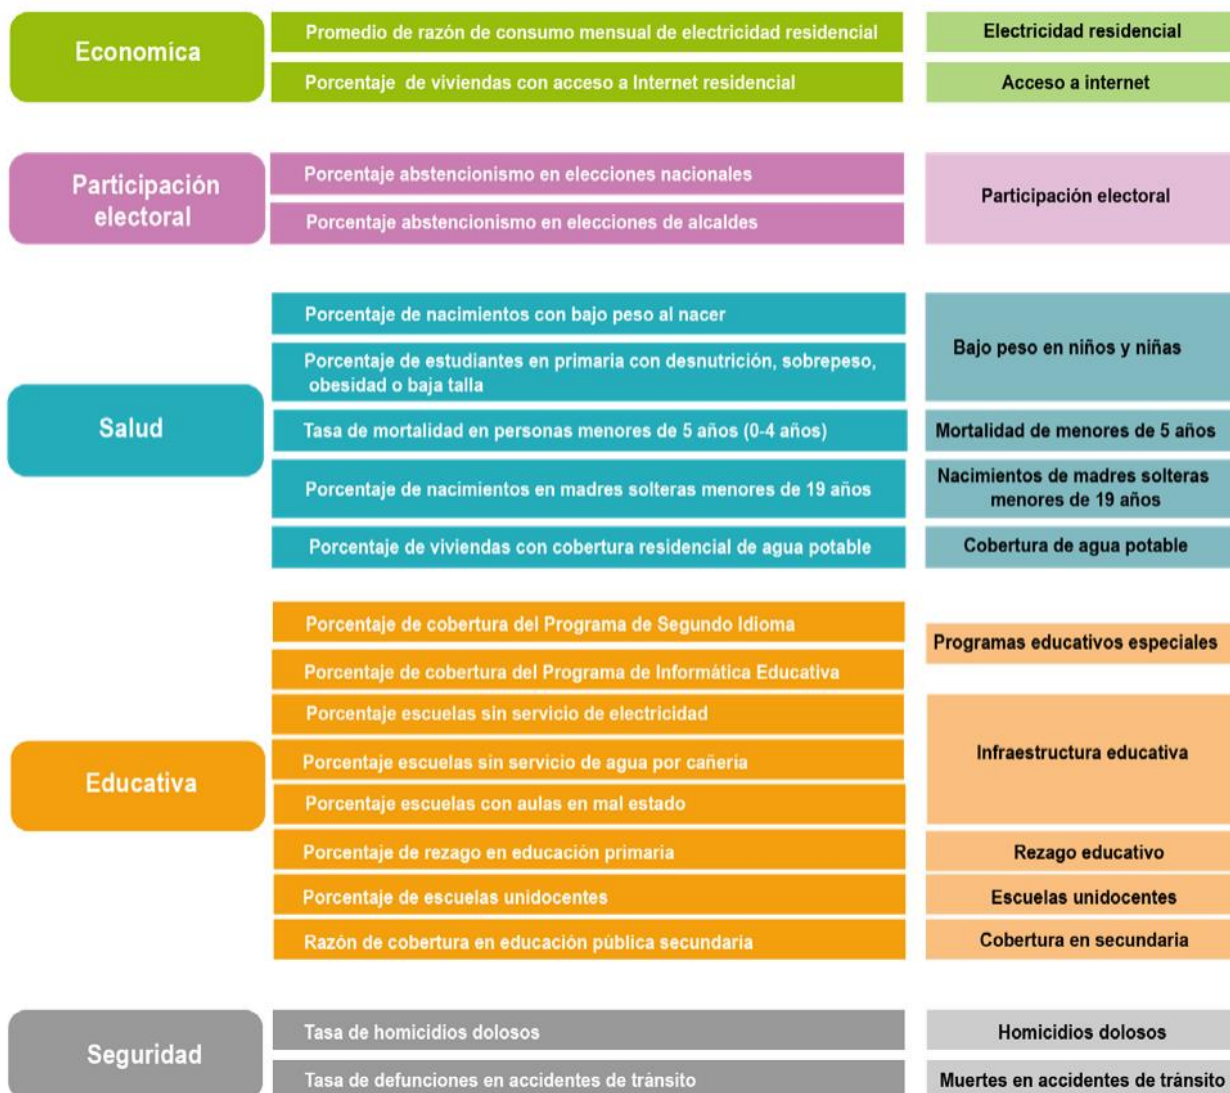 Economica
Promedio de razón de consumo mensual de electricidad residencial
Electricidad residencial
Porcentaje de viviendas con acceso a Internet residencial
Acceso a internet
Participación
electoral
Porcentaje abstencionismo en elecciones nacionales
Porcentaje abstencionismo en elecciones de alcaldes
Participación electoral
Salud
Porcentaje de nacimientos con bajo peso al nacer
Porcentaje de estudiantes en primaria con desnutrición, sobrepeso,
obesidad o baja talla
Bajo peso en niños y niñas
Tasa de mortalidad en personas menores de 5 años (0-4 años)
Mortalidad de menores de 5 años
Porcentaje de nacimientos en madres solteras menores de 19 años
Nacimientos de madres solteras
menores de 19 años
Porcentaje de viviendas con cobertura residencial de agua potable
Cobertura de agua potable
Educativa
Porcentaje de cobertura del Programa de Segundo Idioma
Porcentaje de cobertura del Programa de Informática Educativa
Programas educativos especiales
Porcentaje escuelas sin servicio de electricidad
Porcentaje escuelas sin servicio de agua por cañería
Porcentaje escuelas con aulas en mal estado
Infraestructura educativa
Porcentaje de rezago en educación primaria
Rezago educativo
Porcentaje de escuelas unidocentes
Escuelas unidocentes
Razón de cobertura en educación pública secundaria
Cobertura en secundaria
Seguridad
Tasa de homicidios dolosos
Homicidios dolosos
Tasa de defunciones en accidentes de tránsito
Muertes en accidentes de tránsito